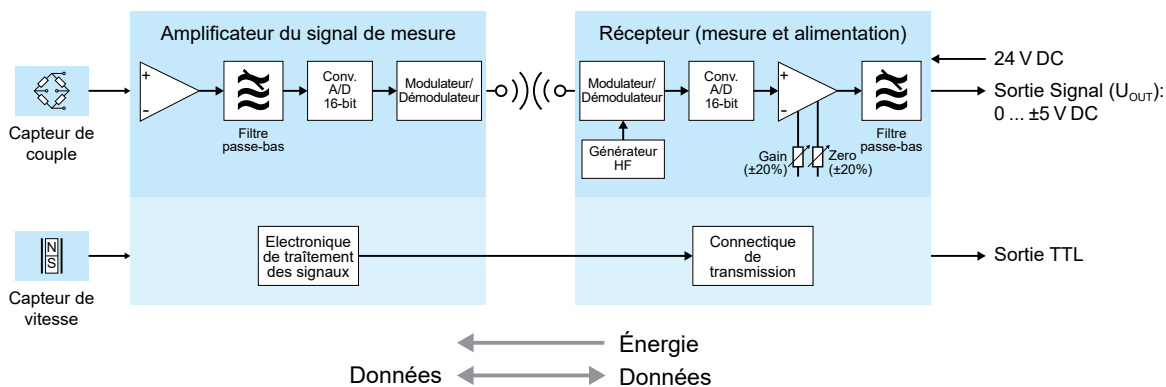 Amplificateur du signal de mesure
Récepteur (mesure et alimentation)
Capteur de
couple
+
-
Filtre
passe-bas
Conv.
A/D
16-bit
Modulateur/
Démodulateur
Modulateur/
Démodulateur
Générateur
HF
Conv.
A/D
16-bit
+
-
Gain
(±20%)
Zero
(±20%)
Filtre
passe-bas
24 V DC
Sortie Signal (UOUT):
0 ... ±5 V DC
N
S
Capteur de
vitesse
Electronique
de traîtement
des signaux
Connectique
de
transmission
Sortie TTL
Énergie
Données
Données